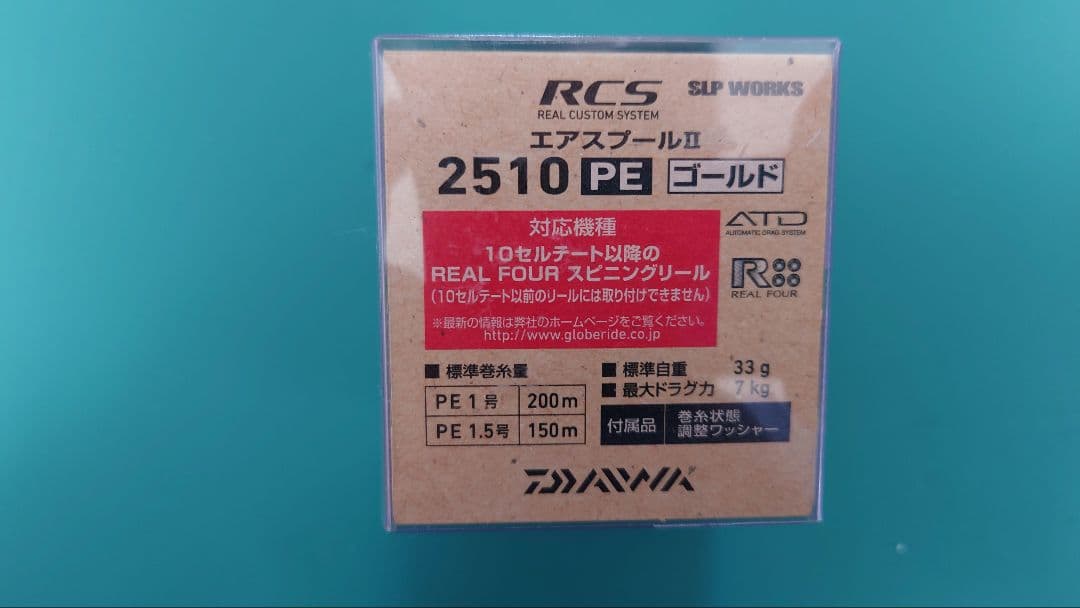 RCS SLP WORKS
REAL CUSTOM SYSTEM
エアスプールII
2510 PE ゴールド
対応機種
10セルテート以降の
REAL FOUR スピニングリール
(10セルテート以前のリールには取り付けできません)
※最新の情報は弊社のホームページをご覧ください。
http://www.globeride.co.jp
ATD
AUTOMATIC DRAG SYSTEM
R
REAL FOUR
■ 標準巻糸量
PE 1 号 200m
PE 1.5号 150m
■ 標準自重 33g
■ 最大ドラグ力 7kg
付属品 巻糸状態
調整ワッシャー
DAIWA